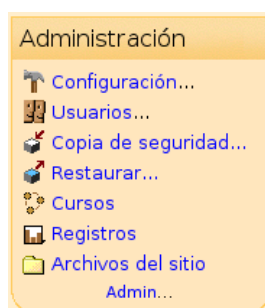 Administración
Configuración...
Usuarios...
Copia de seguridad...
Restaurar...
Cursos
Registros
Archivos del sitio
Admin...